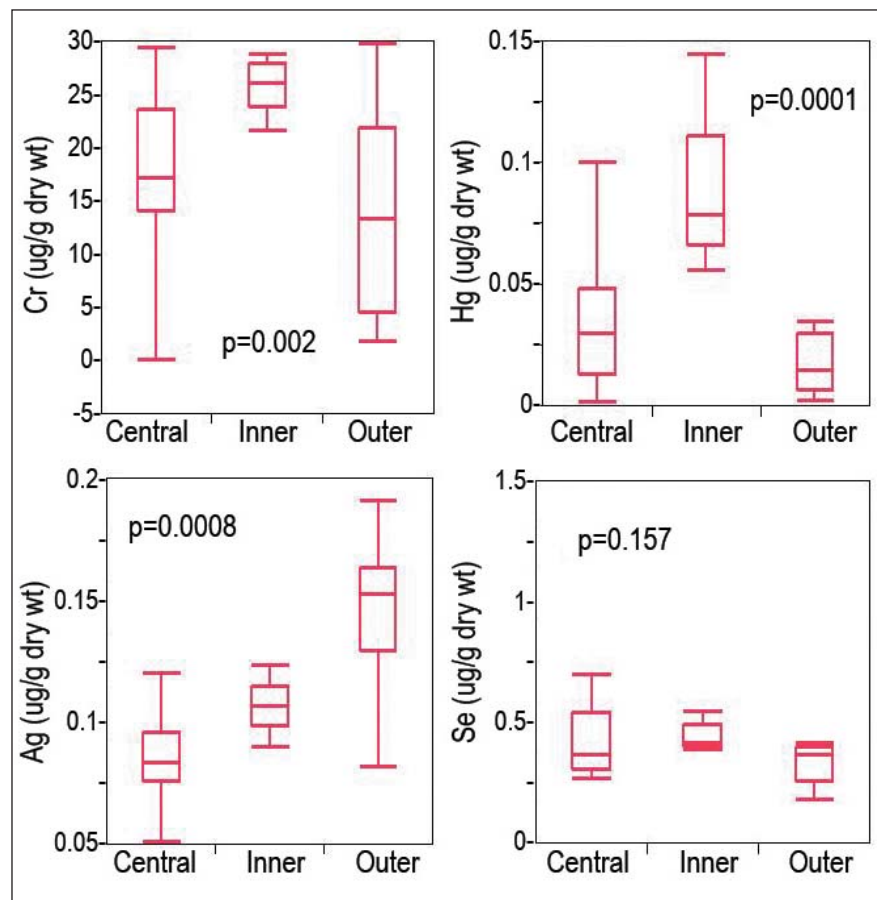 Cr (ug/g dry wt)
30
25
20
15
10
5
0
-5
p=0.002
Central Inner Outer
Hg (ug/g dry wt)
0.15
0.1
0.05
0
p=0.0001
Central Inner Outer
Ag (ug/g dry wt)
0.2
0.15
0.1
0.05
p=0.0008
Central Inner Outer
Se (ug/g dry wt)
1.5
1
0.5
0
p=0.157
Central Inner Outer